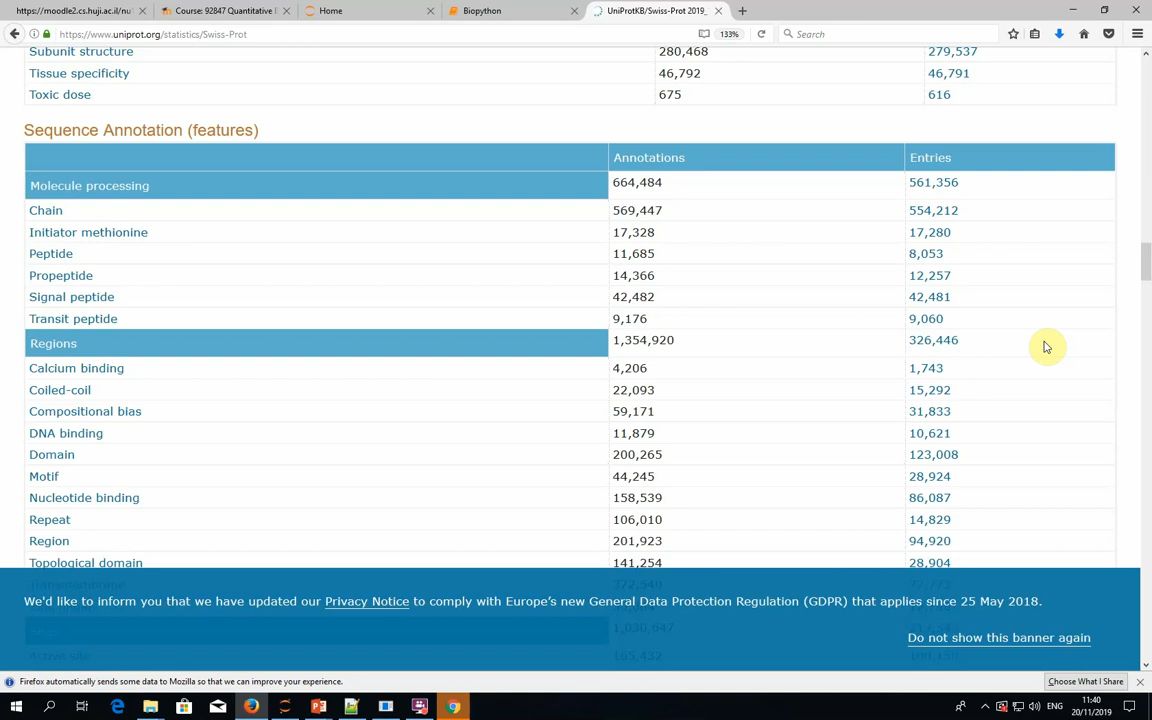 https://moodle2.cs.huji.ac.il/nu
Course: 92847 Quantitative I
Home
Biopython
UniProtKB/Swiss-Prot 2019_
https://www.uniprot.org/statistics/Swiss-Prot
133%
Search
Subunit structure 280,468 279,537
Tissue specificity 46,792 46,791
Toxic dose 675 616
Sequence Annotation (features)
Annotations Entries
Molecule processing 664,484 561,356
Chain 569,447 554,212
Initiator methionine 17,328 17,280
Peptide 11,685 8,053
Propeptide 14,366 12,257
Signal peptide 42,482 42,481
Transit peptide 9,176 9,060
Regions 1,354,920 326,446
Calcium binding 4,206 1,743
Coiled-coil 22,093 15,292
Compositional bias 59,171 31,833
DNA binding 11,879 10,621
Domain 200,265 123,008
Motif 44,245 28,924
Nucleotide binding 158,539 86,087
Repeat 106,010 14,829
Region 201,923 94,920
Topological domain 141,254 28,904
We'd like to inform you that we have updated our Privacy Notice to comply with Europe's new General Data Protection Regulation (GDPR) that applies since 25 May 2018.
Do not show this banner again
Firefox automatically sends some data to Mozilla so that we can improve your experience.
Choose What I Share
ENG
11:40
20/11/2019